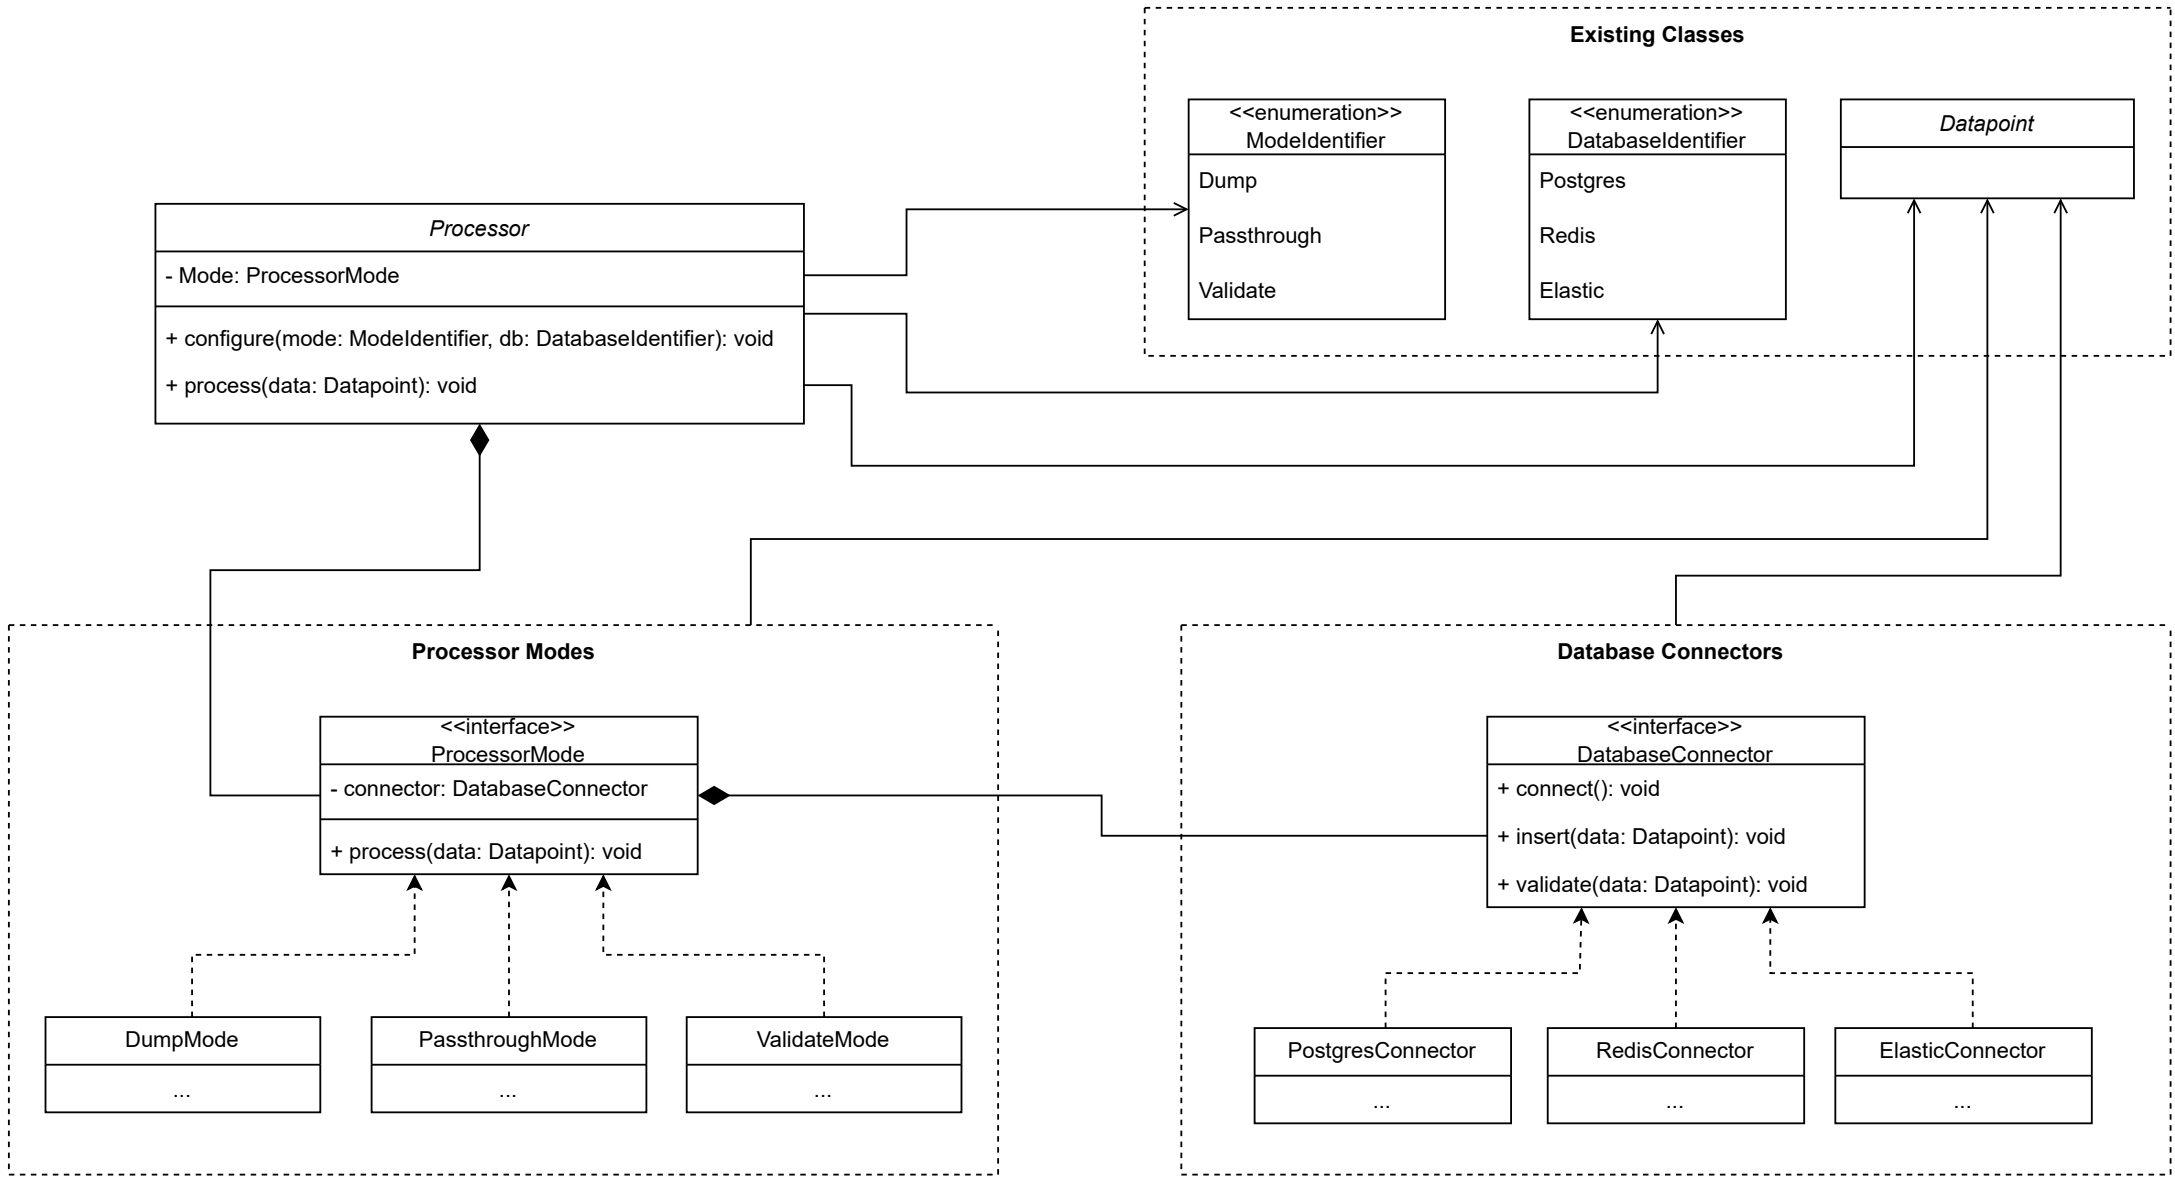 Existing Classes
<<enumeration>>
ModeIdentifier
Dump
Passthrough
Validate
<<enumeration>>
DatabaseIdentifier
Postgres
Redis
Elastic
Datapoint
Processor
- Mode: ProcessorMode
+ configure(mode: ModeIdentifier, db: DatabaseIdentifier): void
+ process(data: Datapoint): void
Processor Modes
<<interface>>
ProcessorMode
- connector: DatabaseConnector
+ process(data: Datapoint): void
DumpMode
...
PassthroughMode
...
ValidateMode
...
Database Connectors
<<interface>>
DatabaseConnector
+ connect(): void
+ insert(data: Datapoint): void
+ validate(data: Datapoint): void
PostgresConnector
...
RedisConnector
...
ElasticConnector
...